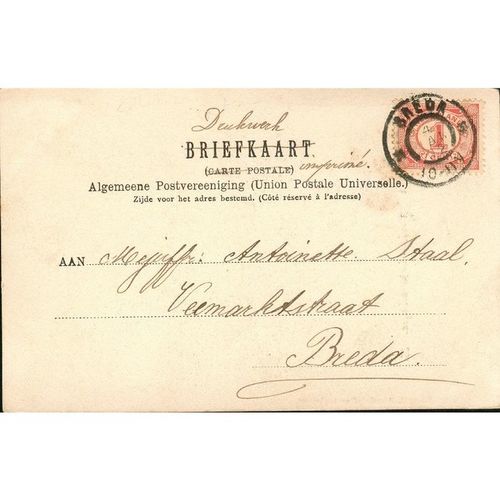 Drukwerk
BRIEFKAART
(CARTE POSTALE) imprimé.
Algemeene Postvereeniging (Union Postale Universelle.)
Zijde voor het adres bestemd. (Côté réservé à l'adresse)
AAN Mejuffr: Antoinette Staal,
Veemarktstraat
Breda.
BREDA
1